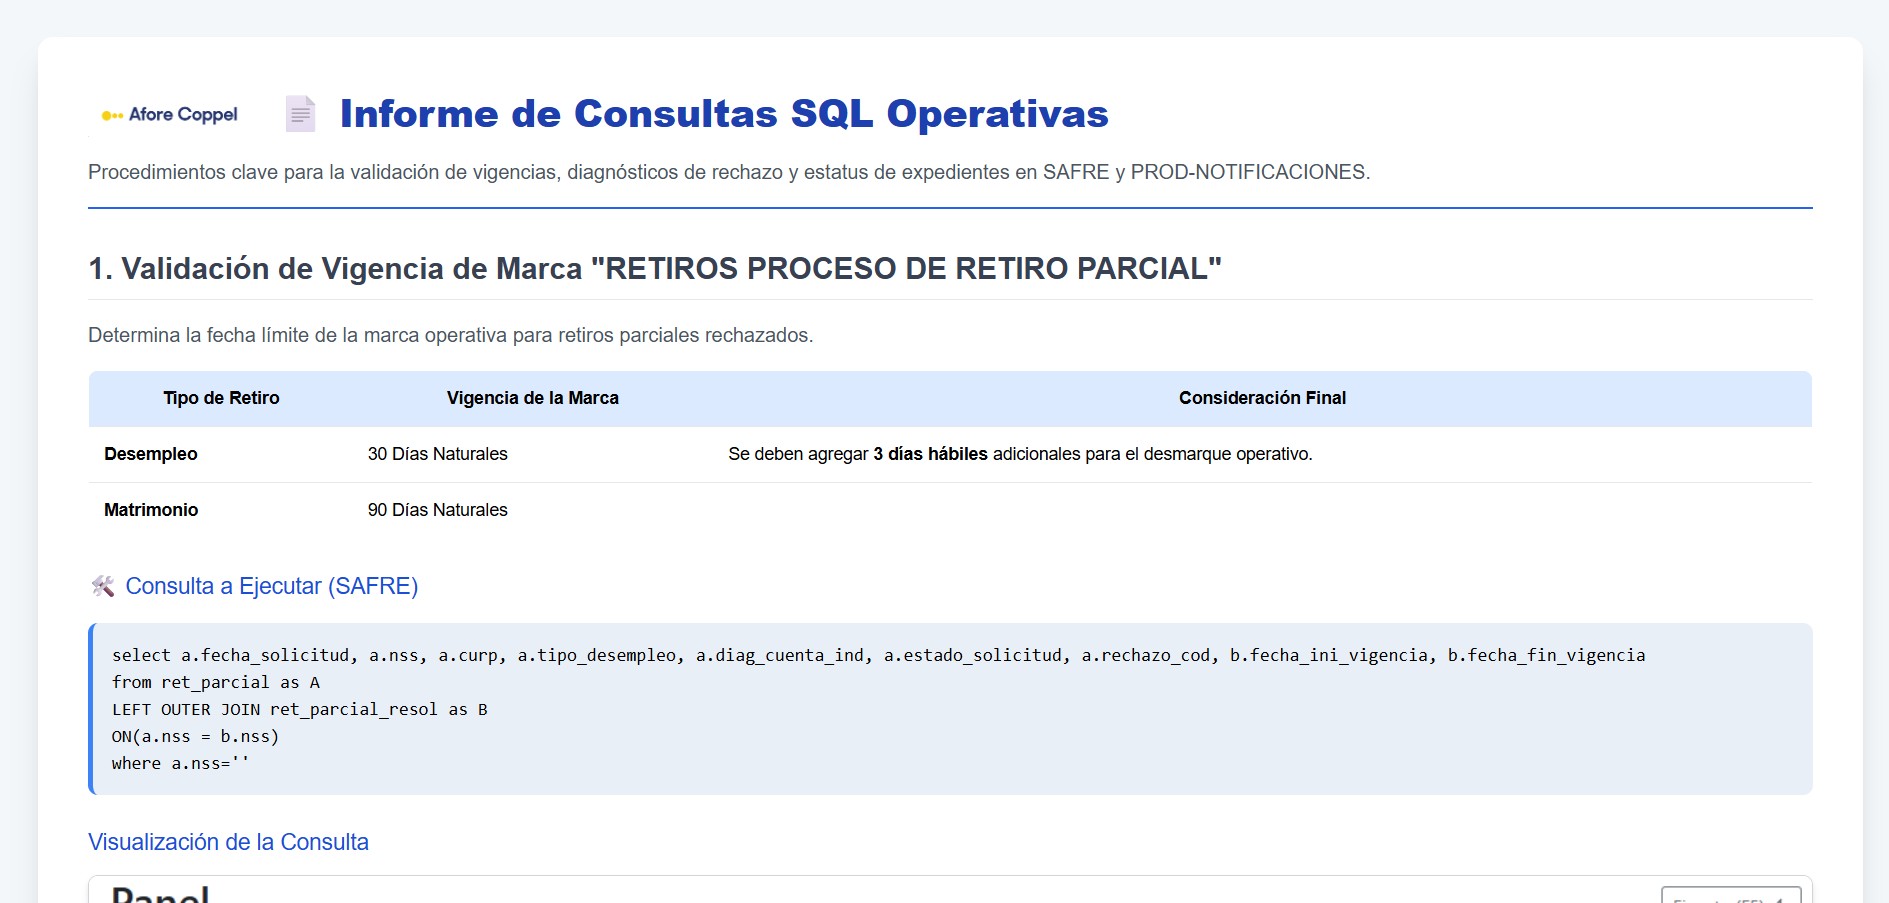 Afore Coppel
Informe de Consultas SQL Operativas
Procedimientos clave para la validación de vigencias, diagnósticos de rechazo y estatus de expedientes en SAFRE y PROD-NOTIFICACIONES.
1. Validación de Vigencia de Marca "RETIROS PROCESO DE RETIRO PARCIAL"
Determina la fecha límite de la marca operativa para retiros parciales rechazados.
Tipo de Retiro Vigencia de la Marca Consideración Final
Desempleo 30 Días Naturales Se deben agregar 3 días hábiles adicionales para el desmarque operativo.
Matrimonio 90 Días Naturales
Consulta a Ejecutar (SAFRE)
select a.fecha_solicitud, a.nss, a.curp, a.tipo_desempleo, a.diag_cuenta_ind, a.estado_solicitud, a.rechazo_cod, b.fecha_ini_vigencia, b.fecha_fin_vigencia
from ret_parcial as A
LEFT OUTER JOIN ret_parcial_resol as B
ON(a.nss = b.nss)
where a.nss=''
Visualización de la Consulta
Panel